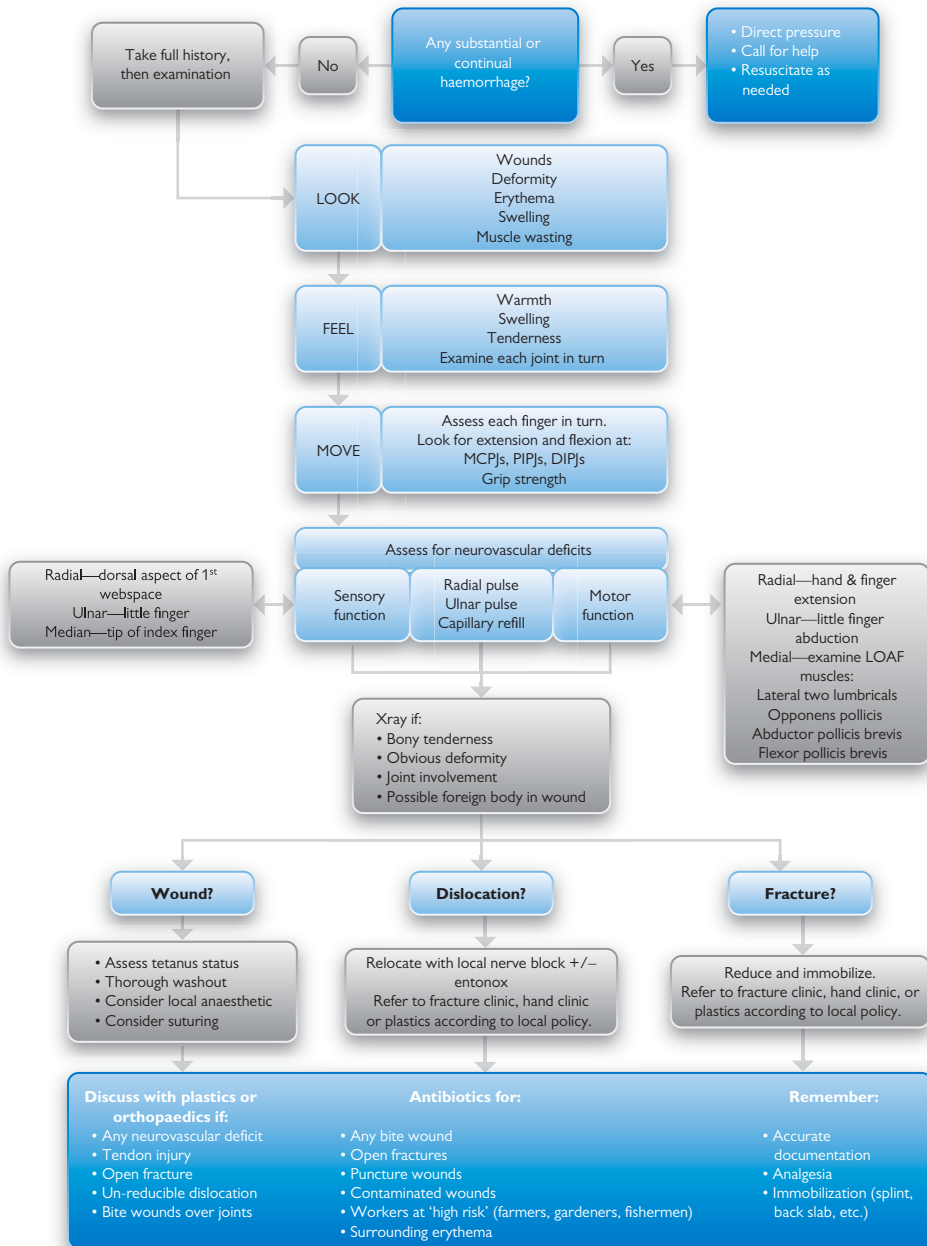 Take full history,
then examination
No
Any substantial or
continual
haemorrhage?
Yes
• Direct pressure
• Call for help
• Resuscitate as
needed
LOOK
Wounds
Deformity
Erythema
Swelling
Muscle wasting
FEEL
Warmth
Swelling
Tenderness
Examine each joint in turn
MOVE
Assess each finger in turn.
Look for extension and flexion at:
MCPJs, PIPJs, DIPJs
Grip strength
Assess for neurovascular deficits
Radial—dorsal aspect of 1st
webspace
Ulnar—little finger
Median—tip of index finger
Sensory
function
Radial pulse
Ulnar pulse
Capillary refill
Motor
function
Radial—hand & finger
extension
Ulnar—little finger
abduction
Medial—examine LOAF
muscles:
Lateral two lumbricals
Opponens pollicis
Abductor pollicis brevis
Flexor pollicis brevis
Xray if:
• Bony tenderness
• Obvious deformity
• Joint involvement
• Possible foreign body in wound
Wound?
Dislocation?
Fracture?
• Assess tetanus status
• Thorough washout
• Consider local anaesthetic
• Consider suturing
Relocate with local nerve block +/–
entonox
Refer to fracture clinic, hand clinic
or plastics according to local policy.
Reduce and immobilize.
Refer to fracture clinic, hand clinic, or
plastics according to local policy.
Discuss with plastics or
orthopaedics if:
• Any neurovascular deficit
• Tendon injury
• Open fracture
• Un-reducible dislocation
• Bite wounds over joints
Antibiotics for:
• Any bite wound
• Open fractures
• Puncture wounds
• Contaminated wounds
• Workers at ‘high risk’ (farmers, gardeners, fishermen)
• Surrounding erythema
Remember:
• Accurate
documentation
• Analgesia
• Immobilization (splint,
back slab, etc.)